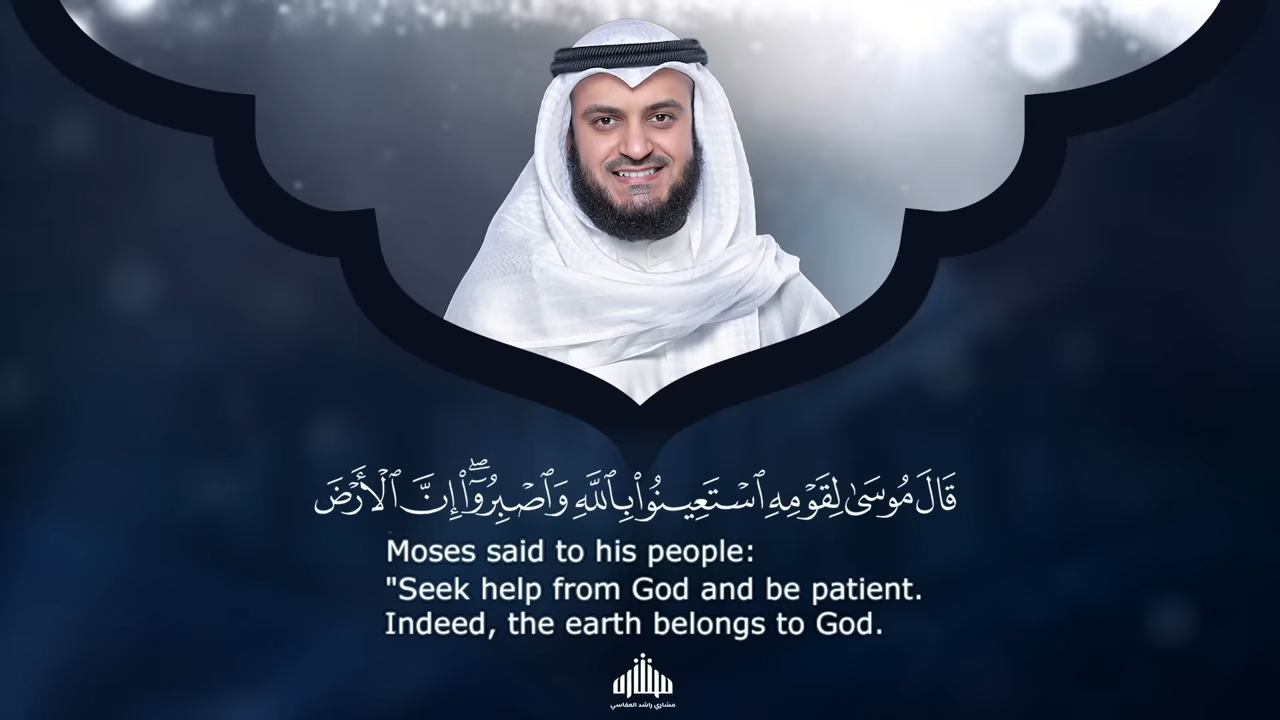 قَالَ مُوسَىٰ لِقَوْمِهِ ٱسْتَعِينُوا۟ بِٱللَّهِ وَٱصْبِرُوٓا۟ ۖ إِنَّ ٱلْأَرْضَ
Moses said to his people:
"Seek help from God and be patient.
Indeed, the earth belongs to God.
مشاري راشد العفاسي